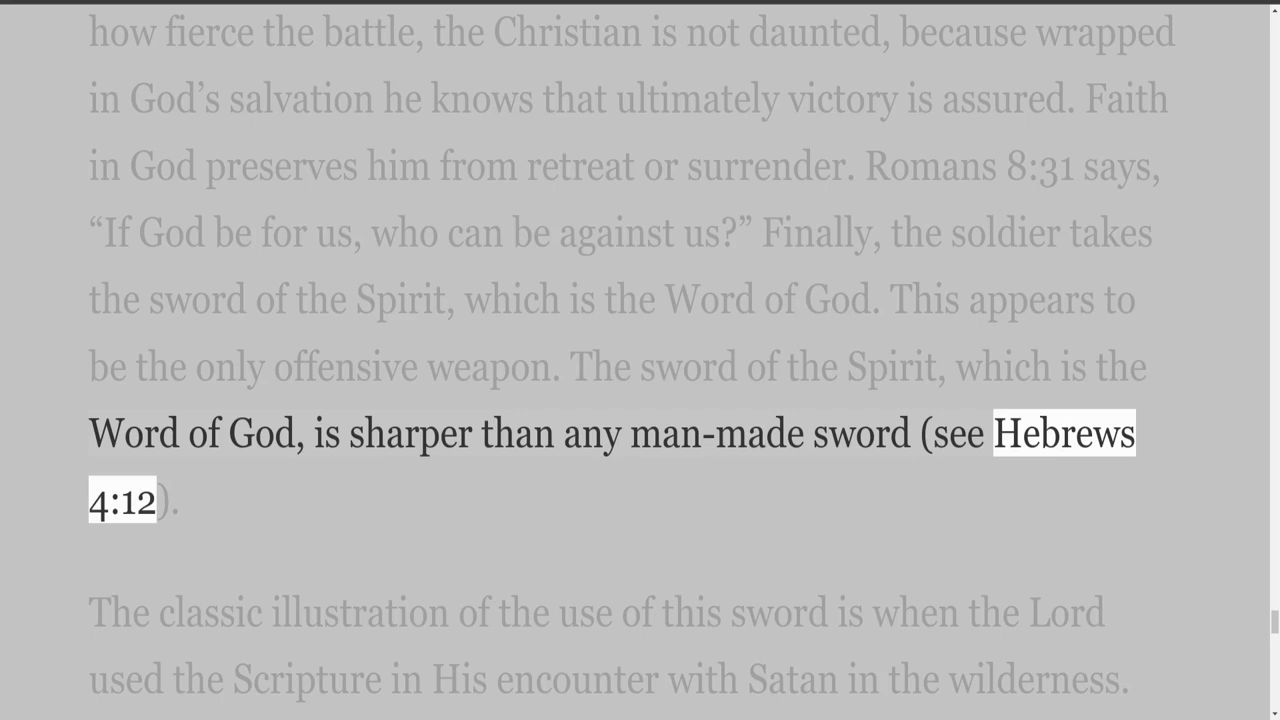 how fierce the battle, the Christian is not daunted, because wrapped
in God’s salvation he knows that ultimately victory is assured. Faith
in God preserves him from retreat or surrender. Romans 8:31 says,
“If God be for us, who can be against us?” Finally, the soldier takes
the sword of the Spirit, which is the Word of God. This appears to
be the only offensive weapon. The sword of the Spirit, which is the
Word of God, is sharper than any man-made sword (see Hebrews
4:12).
The classic illustration of the use of this sword is when the Lord
used the Scripture in His encounter with Satan in the wilderness.